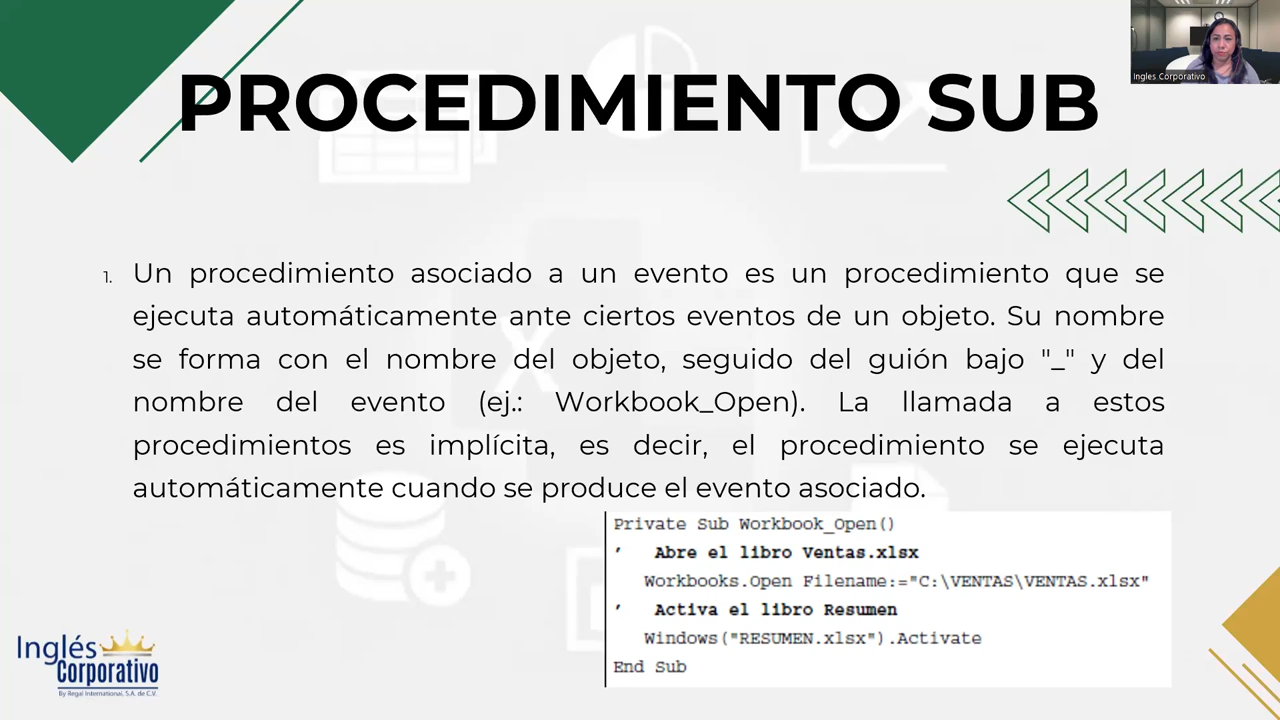 Ingles Corporativo
PROCEDIMIENTO SUB
1. Un procedimiento asociado a un evento es un procedimiento que se
ejecuta automáticamente ante ciertos eventos de un objeto. Su nombre
se forma con el nombre del objeto, seguido del guión bajo "_" y del
nombre del evento (ej.: Workbook_Open). La llamada a estos
procedimientos es implícita, es decir, el procedimiento se ejecuta
automáticamente cuando se produce el evento asociado.
Private Sub Workbook_Open()
' Abre el libro Ventas.xlsx
Workbooks.Open Filename:="C:\VENTAS\VENTAS.xlsx"
' Activa el libro Resumen
Windows("RESUMEN.xlsx").Activate
End Sub
Inglés
Corporativo
By Regal International, S.A. de C.V.